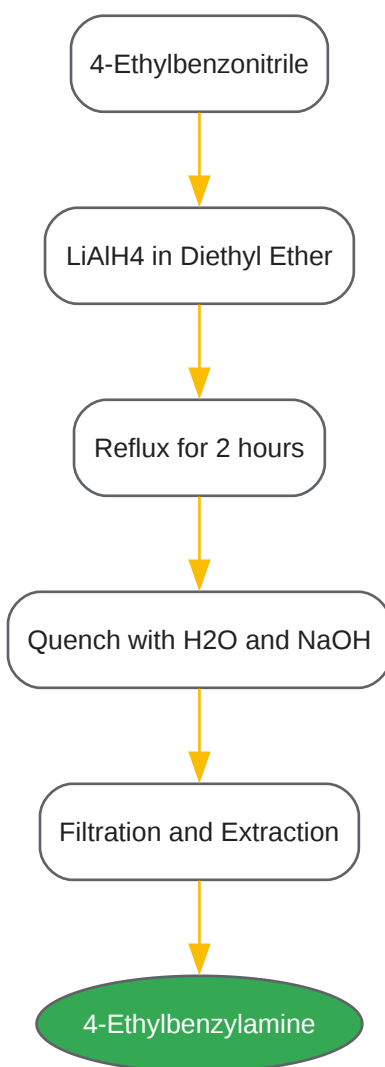 4-Ethylbenzonitrile
LiAlH4 in Diethyl Ether
Reflux for 2 hours
Quench with H2O and NaOH
Filtration and Extraction
4-Ethylbenzylamine